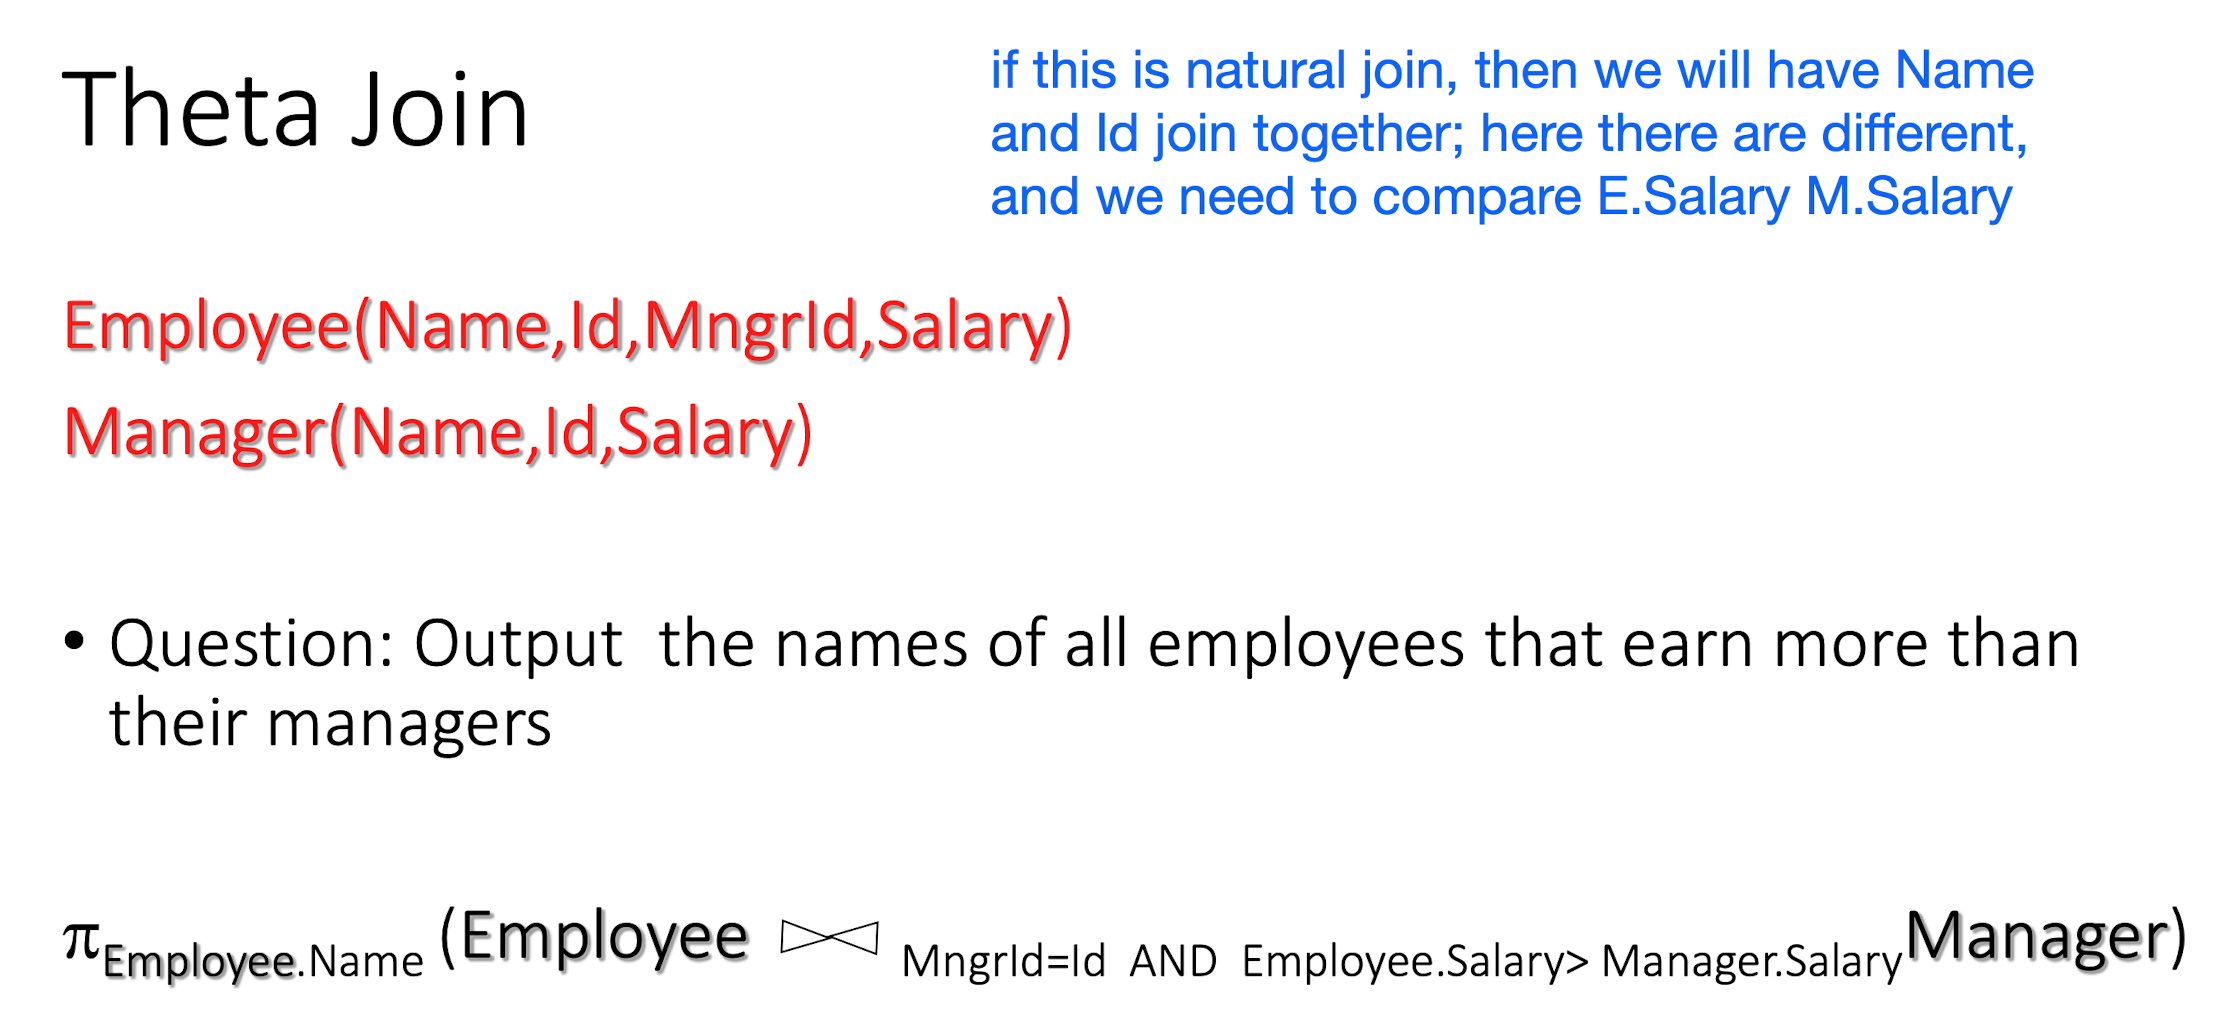 Theta Join
if this is natural join, then we will have Name
and Id join together; here there are different,
and we need to compare E.Salary M.Salary
Employee(Name,Id,MngrId,Salary)
Manager(Name,Id,Salary)
• Question: Output the names of all employees that earn more than
their managers
π Employee.Name (Employee ⋈ MngrId=Id AND Employee.Salary> Manager.Salary Manager)